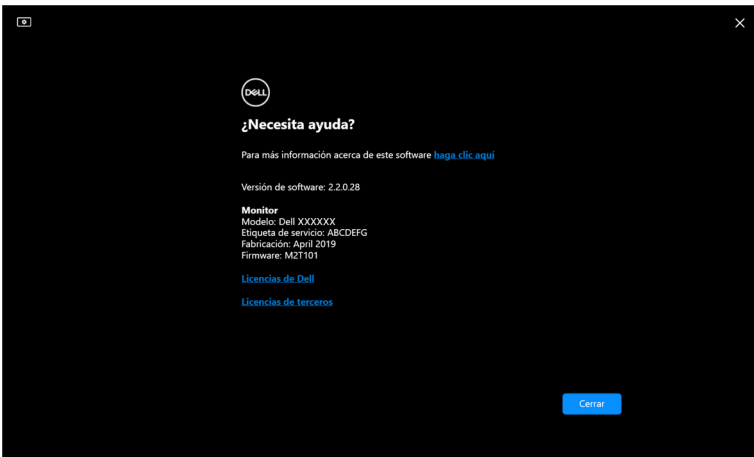 DELL
¿Necesita ayuda?
Para más información acerca de este software haga clic aquí
Versión de software: 2.2.0.28
Monitor
Modelo: Dell XXXXXX
Etiqueta de servicio: ABCDEFG
Fabricación: April 2019
Firmware: M2T101
Licencias de Dell
Licencias de terceros
Cerrar